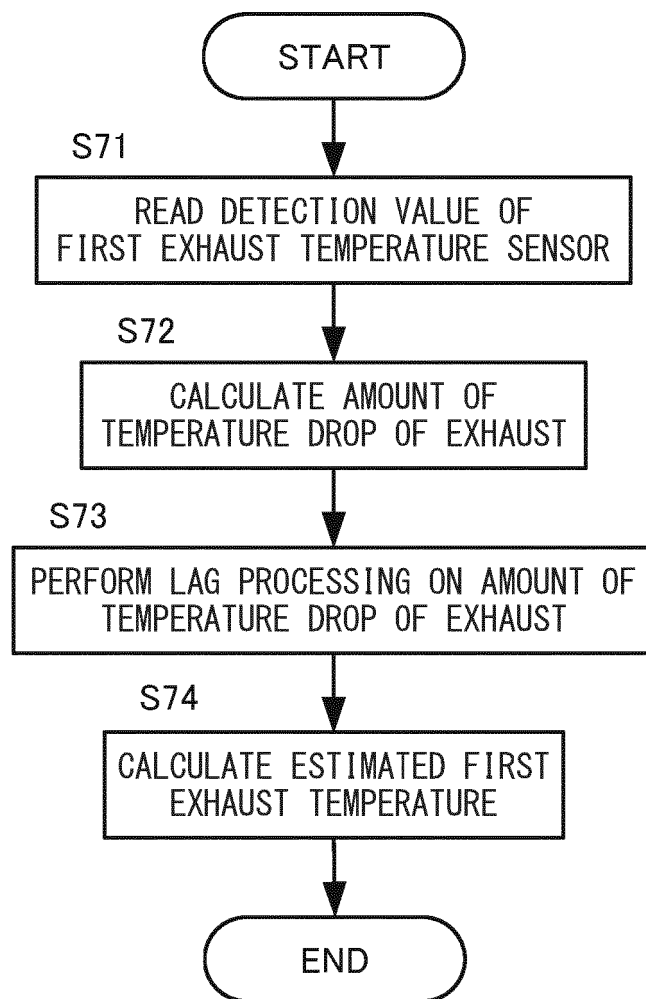 START
S71
READ DETECTION VALUE OF
FIRST EXHAUST TEMPERATURE SENSOR
S72
CALCULATE AMOUNT OF
TEMPERATURE DROP OF EXHAUST
S73
PERFORM LAG PROCESSING ON AMOUNT OF
TEMPERATURE DROP OF EXHAUST
S74
CALCULATE ESTIMATED FIRST
EXHAUST TEMPERATURE
END